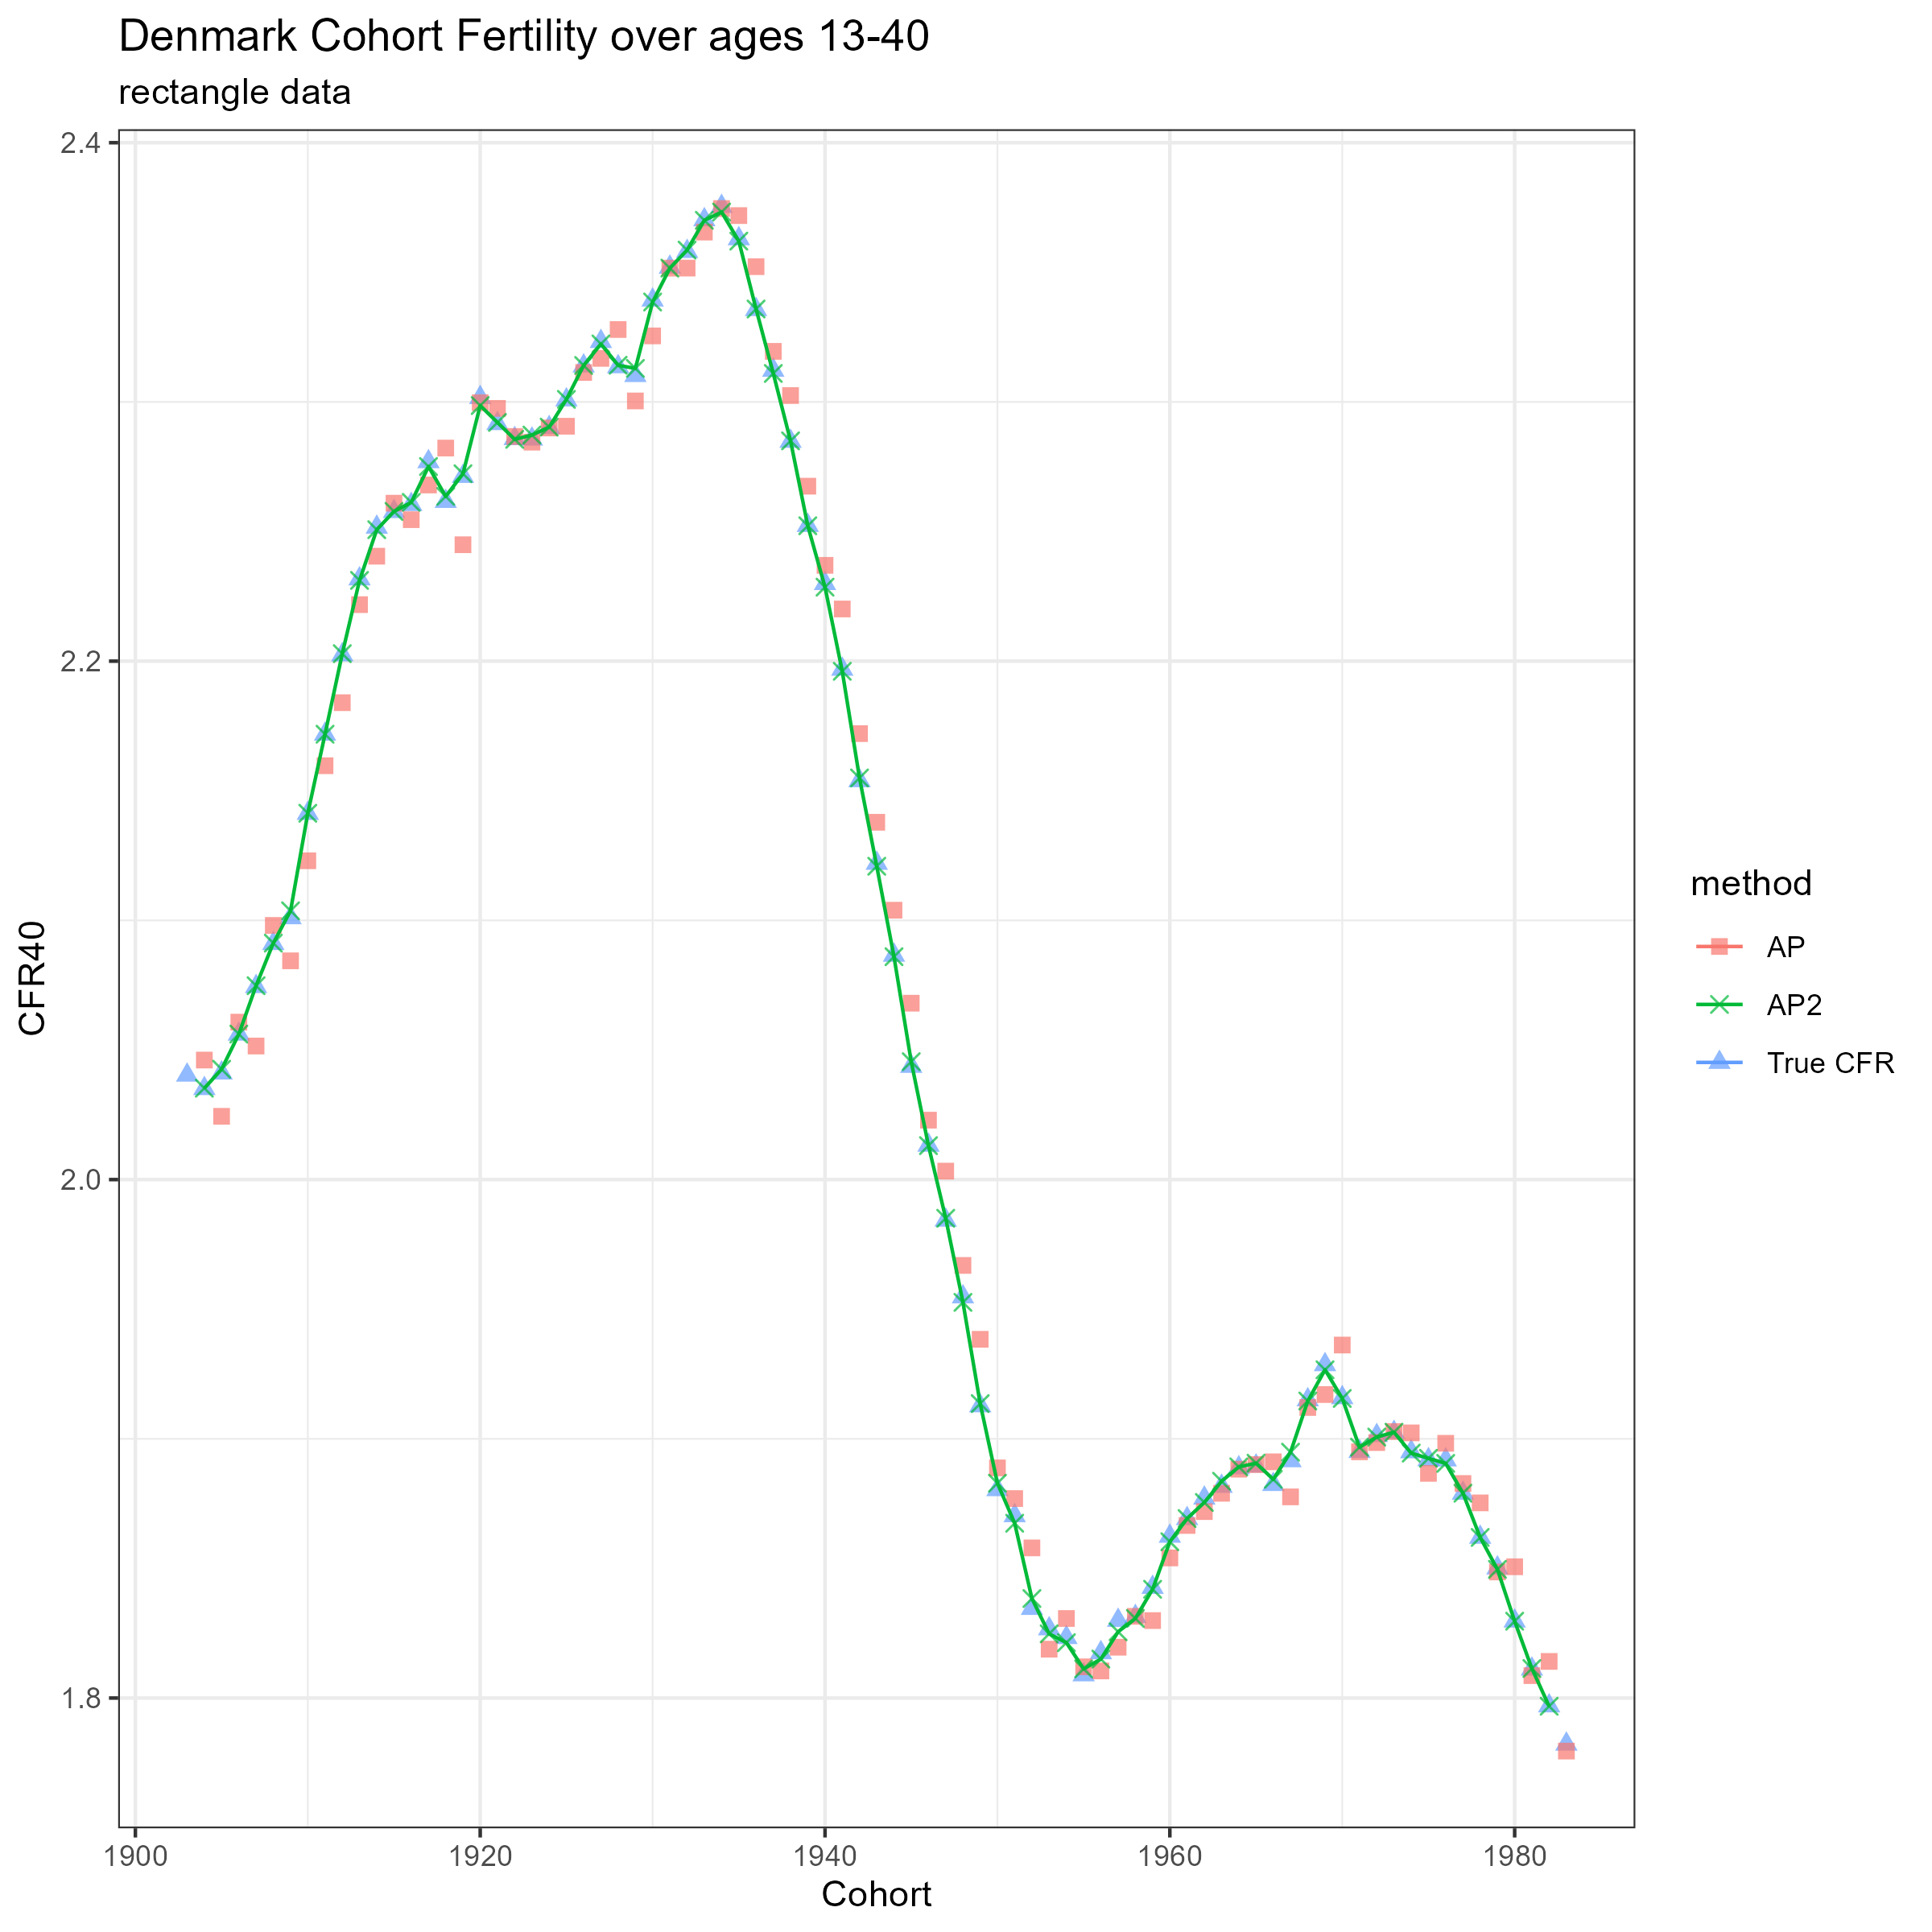 Denmark Cohort Fertility over ages 13-40
rectangle data
2.4
2.2
2.0
1.8
CFR40
1900
1920
1940
1960
1980
Cohort
method
AP
AP2
True CFR